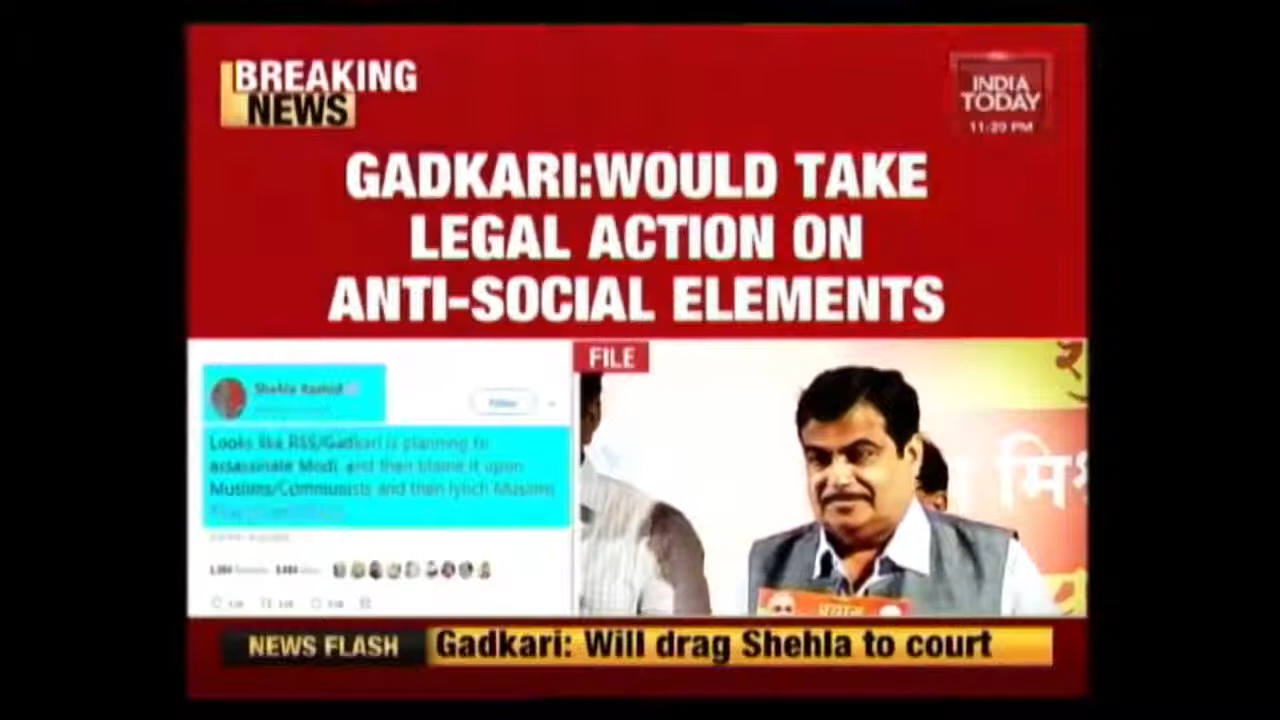 BREAKING
NEWS
INDIA
TODAY
11:20 PM
GADKARI:WOULD TAKE
LEGAL ACTION ON
ANTI-SOCIAL ELEMENTS
Shehla Rashid
Follow
Looks like RSS/Gadkari is planning to
assassinate Modi, and then blame it upon
Muslims/Communists and then lynch Muslims
FILE
मिश्र
NEWS FLASH
Gadkari: Will drag Shehla to court